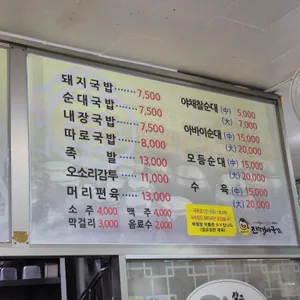 돼지국밥 ...... 7,500
순대국밥 ...... 7,500
내장국밥 ...... 7,500
따로국밥 ...... 8,000
족 발 ...... 13,000
오소리감투 ...... 11,000
머리편육 ...... 13,000
소 주 4,000 맥 주 4,000
막걸리 3,000 음료수 2,000
야채찰순대 (中) 5,000
(大) 7,000
아바이순대 (中) 15,000
(大) 20,000
모듬순대 (中) 15,000
(大) 20,000
수 육 (中) 15,000
(大) 20,000